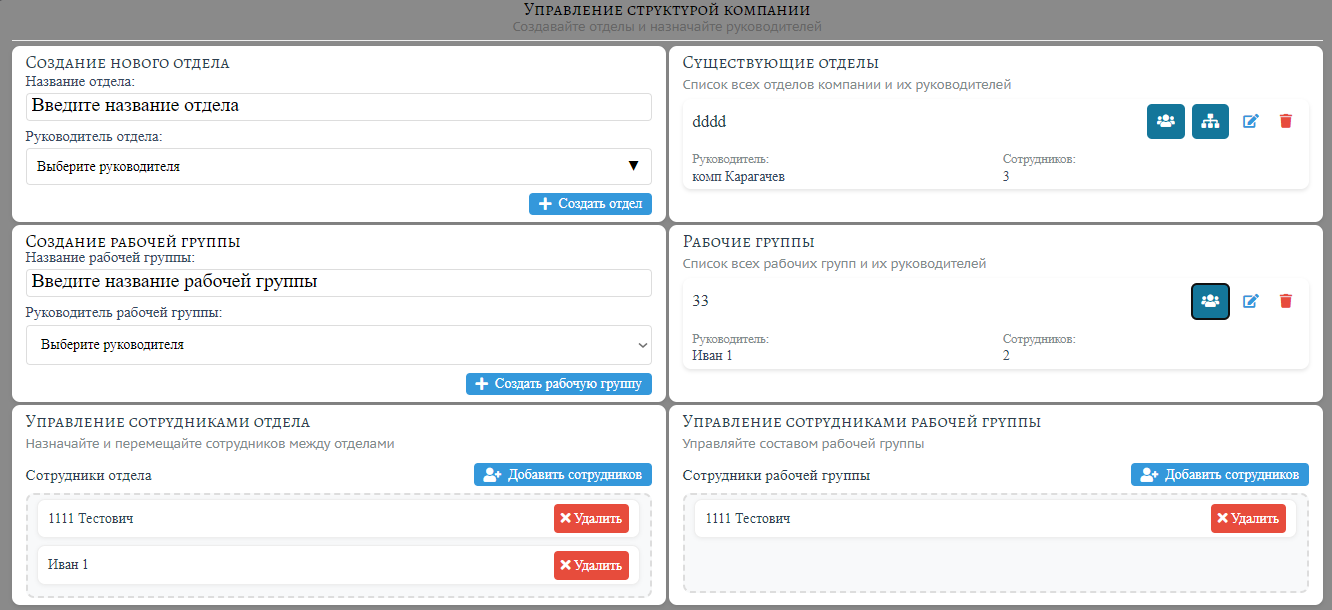 Управление структурой компании
Создавайте отделы и назначайте руководителей
Создание нового отдела
Название отдела:
Введите название отдела
Руководитель отдела:
Выберите руководителя
Создать отдел
Существующие отделы
Список всех отделов компании и их руководителей
dddd
Руководитель: Сотрудников:
комп Карагачев 3
Создание рабочей группы
Название рабочей группы:
Введите название рабочей группы
Руководитель рабочей группы:
Выберите руководителя
Создать рабочую группу
Рабочие группы
Список всех рабочих групп и их руководителей
33
Руководитель: Сотрудников:
Иван 1 2
Управление сотрудниками отдела
Назначайте и перемещайте сотрудников между отделами
Сотрудники отдела Добавить сотрудников
1111 Тестович Удалить
Иван 1 Удалить
Управление сотрудниками рабочей группы
Управляйте составом рабочей группы
Сотрудники рабочей группы Добавить сотрудников
1111 Тестович Удалить